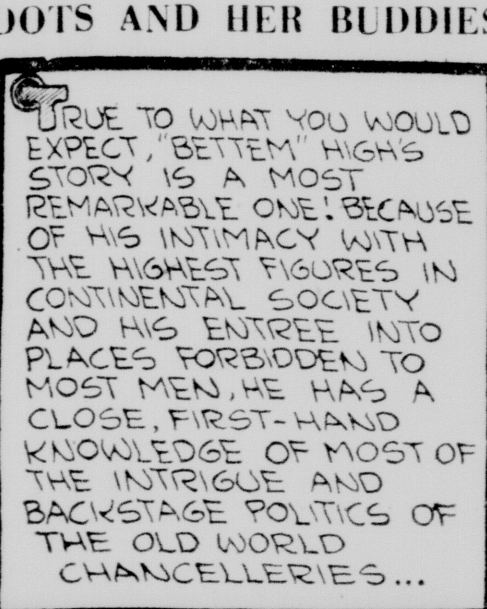 OOTS AND HER BUDDIES
TRUE TO WHAT YOU WOULD
EXPECT, "BETTEM" HIGH'S
STORY IS A MOST
REMARKABLE ONE! BECAUSE
OF HIS INTIMACY WITH
THE HIGHEST FIGURES IN
CONTINENTAL SOCIETY
AND HIS ENTREE INTO
PLACES FORBIDDEN TO
MOST MEN, HE HAS A
CLOSE, FIRST-HAND
KNOWLEDGE OF MOST OF
THE INTRIGUE AND
BACKSTAGE POLITICS OF
THE OLD WORLD
CHANCELLERIES...